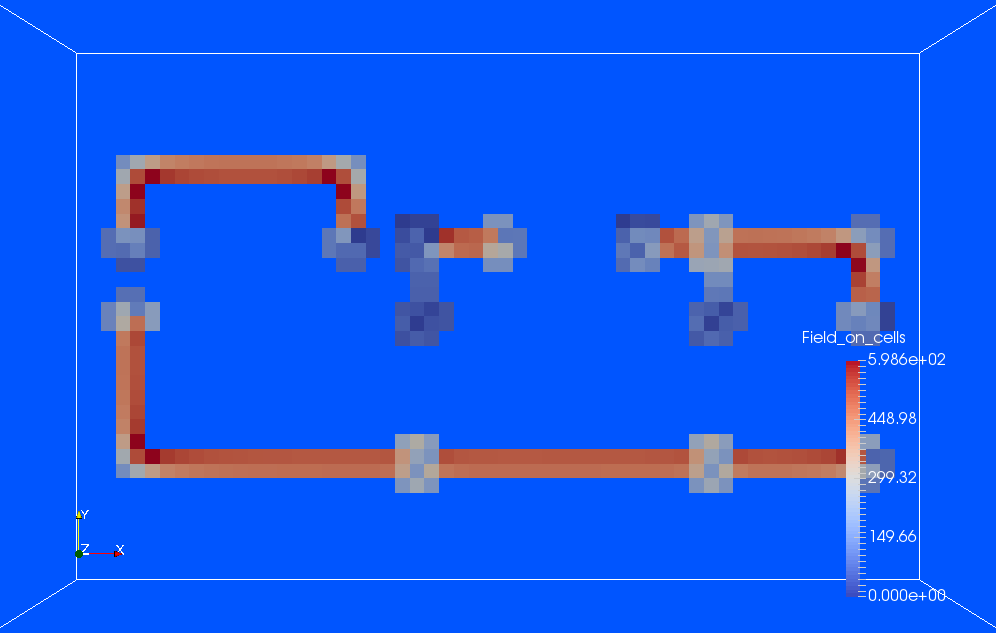 Field_on_cells
5.986e+02
448.98
299.32
149.66
0.000e+00
Y
Z
X